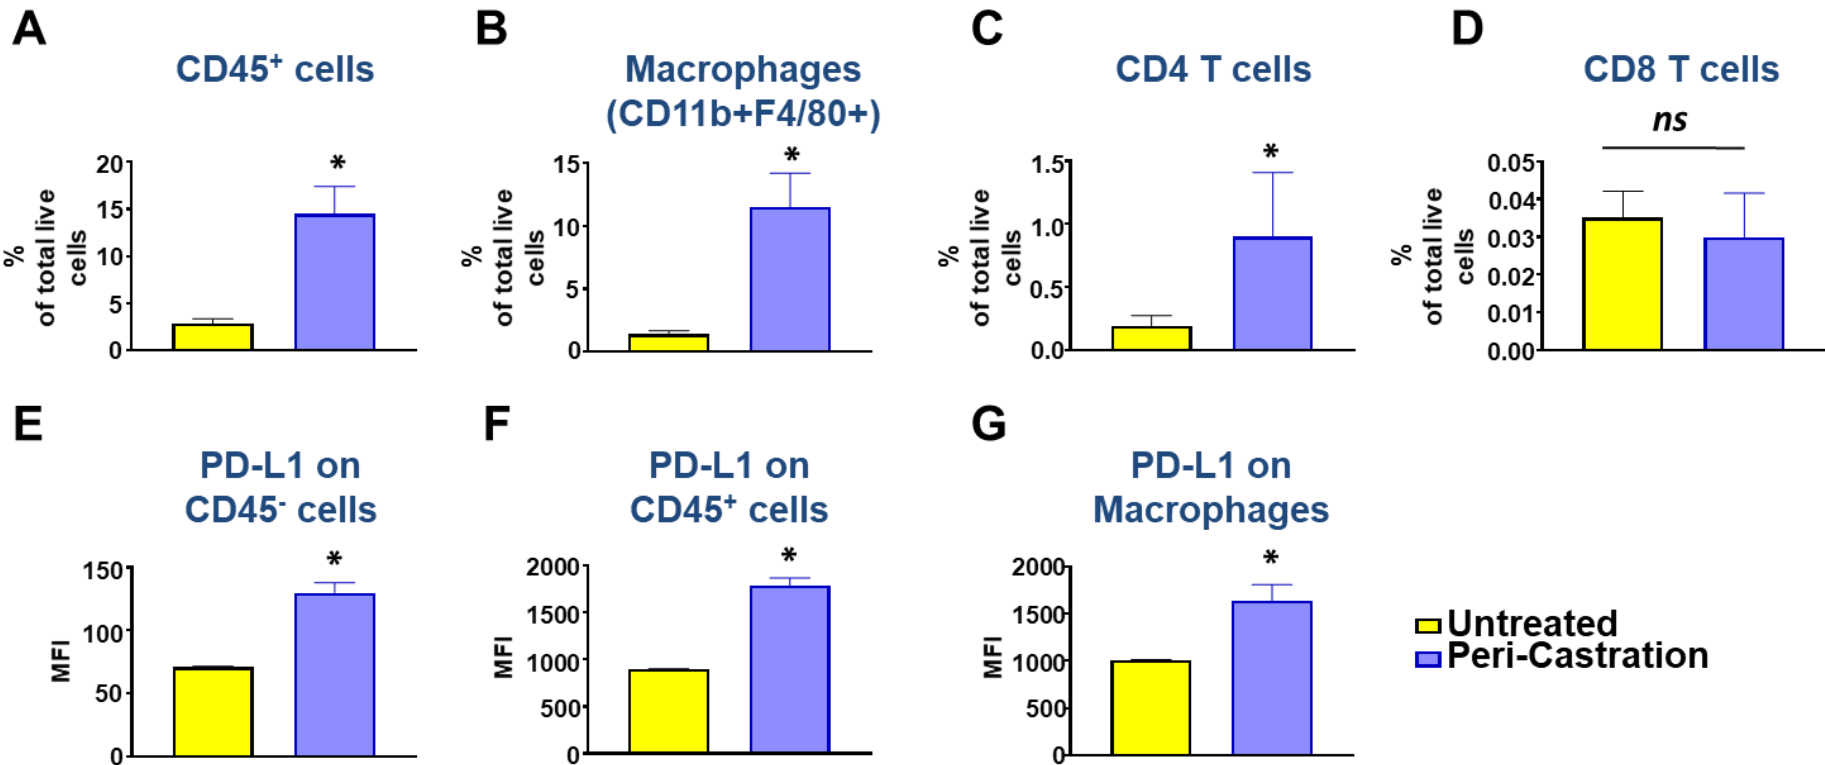 A
CD45⁺ cells
%
of total live
cells
20
15
10
5
0
*
B
Macrophages
(CD11b+F4/80+)
%
of total live
cells
15
10
5
0
*
C
CD4 T cells
%
of total live
cells
1.5
1.0
0.5
0.0
*
D
CD8 T cells
ns
%
of total live
cells
0.05
0.04
0.03
0.02
0.01
0.00
E
PD-L1 on
CD45⁻ cells
MFI
150
100
50
0
*
F
PD-L1 on
CD45⁺ cells
MFI
2000
1500
1000
500
0
*
G
PD-L1 on
Macrophages
MFI
2000
1500
1000
500
0
*
Untreated
Peri-Castration